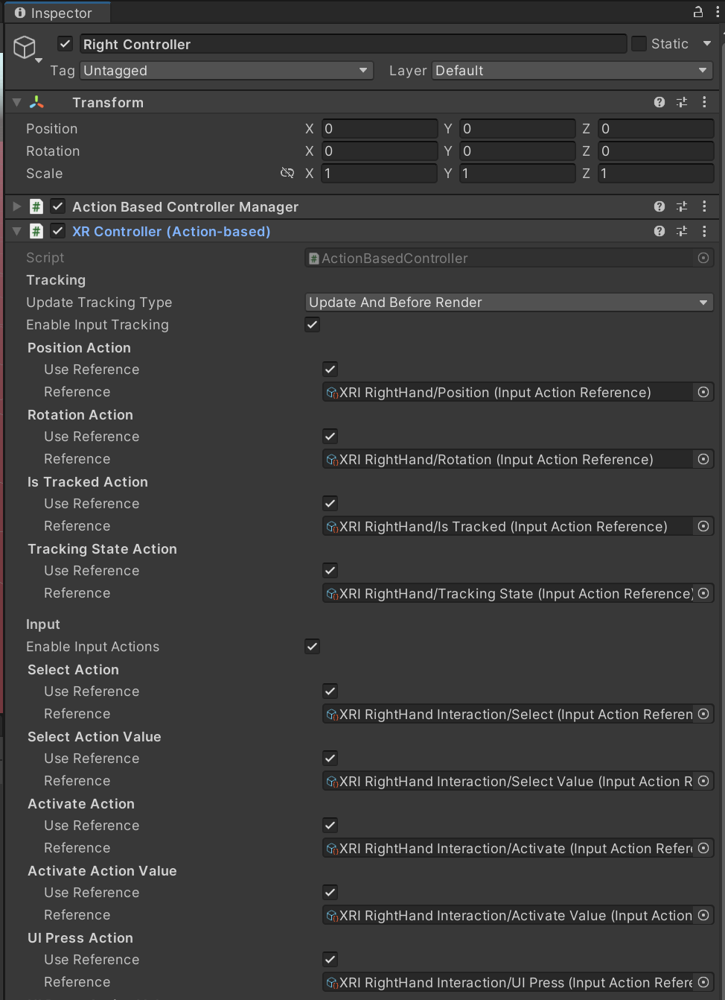 Inspector
Right Controller Static
Tag Untagged Layer Default
Transform
Position X 0 Y 0 Z 0
Rotation X 0 Y 0 Z 0
Scale X 1 Y 1 Z 1
# Action Based Controller Manager
# XR Controller (Action-based)
Script # ActionBasedController
Tracking
Update Tracking Type Update And Before Render
Enable Input Tracking
Position Action
Use Reference
Reference XRI RightHand/Position (Input Action Reference)
Rotation Action
Use Reference
Reference XRI RightHand/Rotation (Input Action Reference)
Is Tracked Action
Use Reference
Reference XRI RightHand/Is Tracked (Input Action Reference)
Tracking State Action
Use Reference
Reference XRI RightHand/Tracking State (Input Action Reference)
Input
Enable Input Actions
Select Action
Use Reference
Reference XRI RightHand Interaction/Select (Input Action Referen
Select Action Value
Use Reference
Reference XRI RightHand Interaction/Select Value (Input Action R
Activate Action
Use Reference
Reference XRI RightHand Interaction/Activate (Input Action Refere
Activate Action Value
Use Reference
Reference XRI RightHand Interaction/Activate Value (Input Action
UI Press Action
Use Reference
Reference XRI RightHand Interaction/UI Press (Input Action Refere